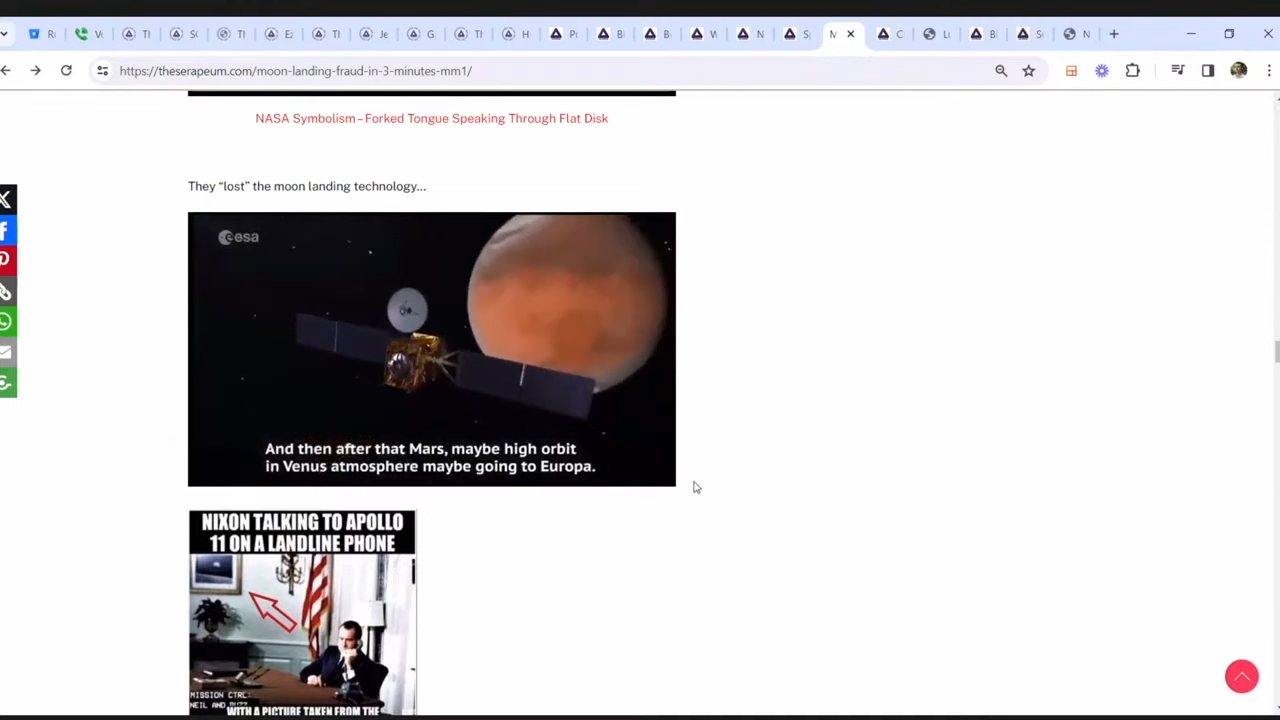 https://theserapeum.com/moon-landing-fraud-in-3-minutes-mm1/
NASA Symbolism – Forked Tongue Speaking Through Flat Disk
They “lost” the moon landing technology…
esa
And then after that Mars, maybe high orbit
in Venus atmosphere maybe going to Europa.
NIXON TALKING TO APOLLO
11 ON A LANDLINE PHONE
MISSION CTRL:
NEIL AND BUZZ
WITH A PICTURE TAKEN FROM THE